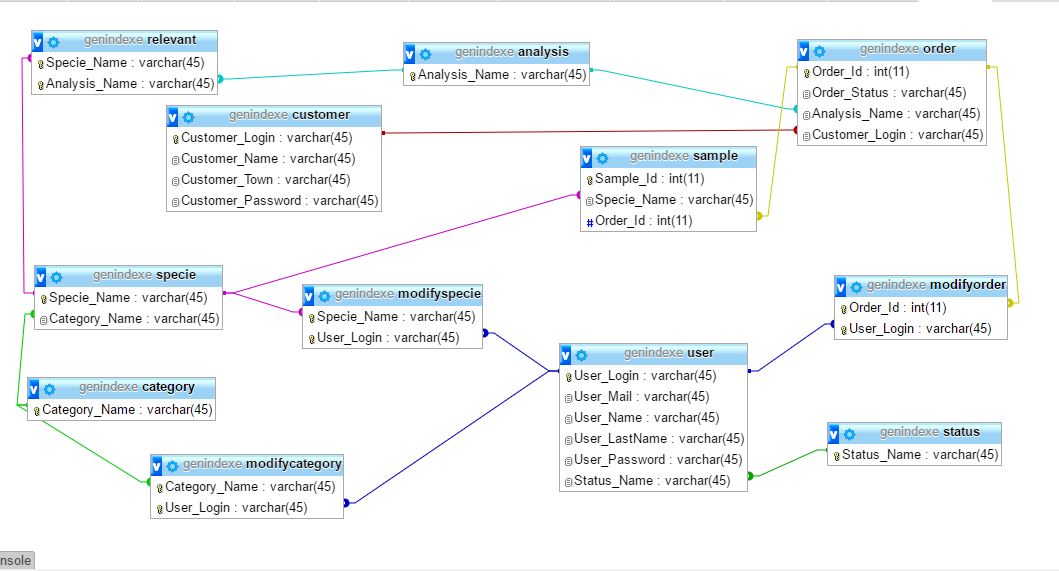 genindexe relevant
Specie_Name : varchar(45)
Analysis_Name : varchar(45)
genindexe analysis
Analysis_Name : varchar(45)
genindexe order
Order_Id : int(11)
Order_Status : varchar(45)
Analysis_Name : varchar(45)
Customer_Login : varchar(45)
genindexe customer
Customer_Login : varchar(45)
Customer_Name : varchar(45)
Customer_Town : varchar(45)
Customer_Password : varchar(45)
genindexe sample
Sample_Id : int(11)
Specie_Name : varchar(45)
# Order_Id : int(11)
genindexe specie
Specie_Name : varchar(45)
Category_Name : varchar(45)
genindexe modifyspecie
Specie_Name : varchar(45)
User_Login : varchar(45)
genindexe modifyorder
Order_Id : int(11)
User_Login : varchar(45)
genindexe user
User_Login : varchar(45)
User_Mail : varchar(45)
User_Name : varchar(45)
User_LastName : varchar(45)
User_Password : varchar(45)
Status_Name : varchar(45)
genindexe category
Category_Name : varchar(45)
genindexe status
Status_Name : varchar(45)
genindexe modifycategory
Category_Name : varchar(45)
User_Login : varchar(45)
nsole